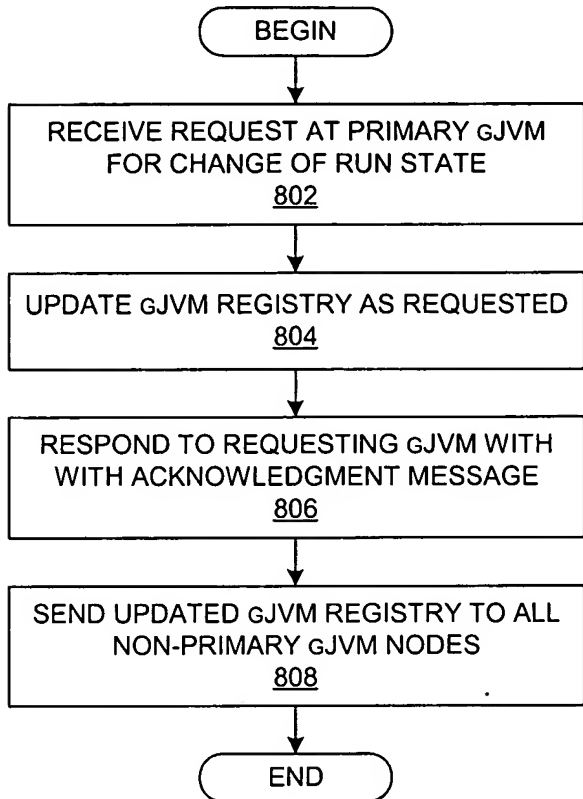 BEGIN
RECEIVE REQUEST AT PRIMARY GJVM
FOR CHANGE OF RUN STATE
802
UPDATE GJVM REGISTRY AS REQUESTED
804
RESPOND TO REQUESTING GJVM WITH
WITH ACKNOWLEDGMENT MESSAGE
806
SEND UPDATED GJVM REGISTRY TO ALL
NON-PRIMARY GJVM NODES
808
END